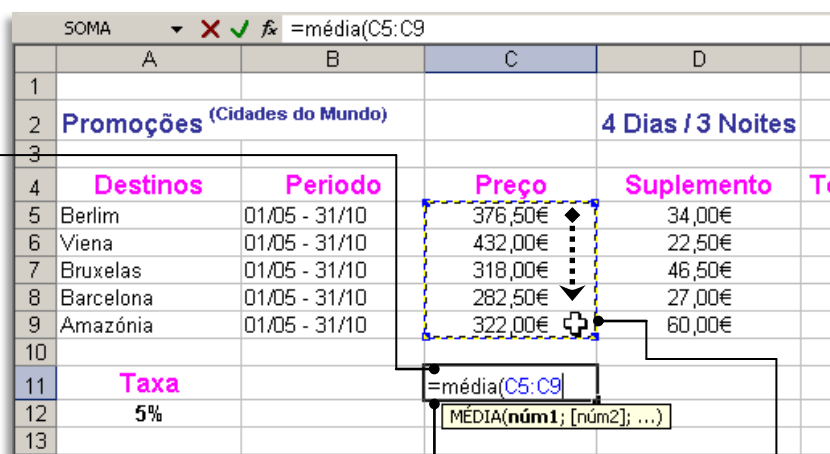 SOMA fx =média(C5:C9
A B C D
1
2 Promoções (Cidades do Mundo) 4 Dias / 3 Noites
3
4 Destinos Periodo Preço Suplemento
5 Berlim 01/05 - 31/10 376,50€ 34,00€
6 Viena 01/05 - 31/10 432,00€ 22,50€
7 Bruxelas 01/05 - 31/10 318,00€ 46,50€
8 Barcelona 01/05 - 31/10 282,50€ 27,00€
9 Amazónia 01/05 - 31/10 322,00€ 60,00€
10
11 Taxa =média(C5:C9
12 5% MÉDIA(núm1; [núm2]; ...)
13